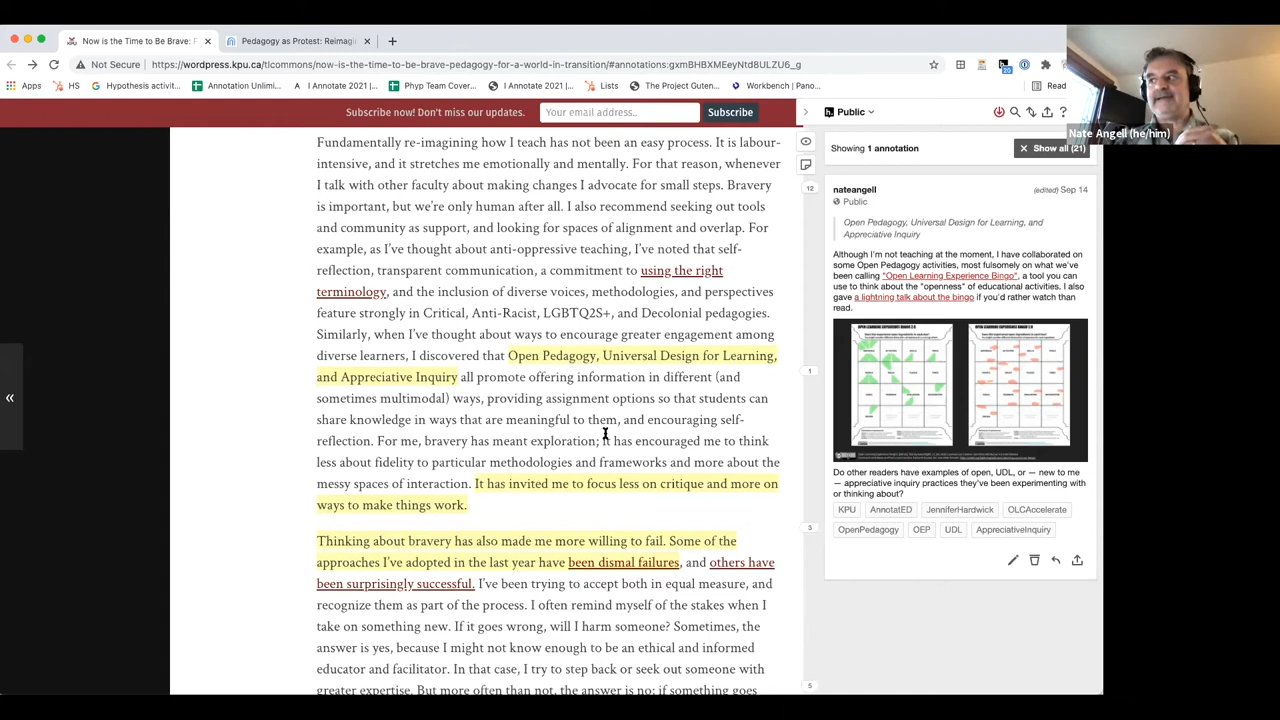 Now is the Time to Be Brave: P
Pedagogy as Protest: Reimagi
Not Secure
https://wordpress.kpu.ca/tlcommons/now-is-the-time-to-be-brave-pedagogy-for-a-world-in-transition/#annotations:gxmBHBXMEeyNtd8ULZU6_g
Apps
HS
Hypothesis activity...
Annotation Unlimi...
I Annotate 2021 |...
Phyp Team Cover...
I Annotate 2021 |...
Lists
The Project Guten...
Workbench | Pano...
Read
Nate Angell (he/him)
Subscribe now! Don't miss our updates.
Your email address..
Subscribe
Fundamentally re-imagining how I teach has not been an easy process. It is labour-
intensive, and it stretches me emotionally and mentally. For that reason, whenever
I talk with other faculty about making changes I advocate for small steps. Bravery
is important, but we're only human after all. I also recommend seeking out tools
and community as support, and looking for spaces of alignment and overlap. For
example, as I've thought about anti-oppressive teaching, I've noted that self-
reflection, transparent communication, a commitment to using the right
terminology, and the inclusion of diverse voices, methodologies, and perspectives
feature strongly in Critical, Anti-Racist, LGBTQ2S+, and Decolonial pedagogies.
Similarly, when I've thought about ways to encourage greater engagement among
diverse learners, I discovered that Open Pedagogy, Universal Design for Learning,
and Appreciative Inquiry all promote offering information in different (and
sometimes multimodal) ways, providing assignment options so that students can
share knowledge in ways that are meaningful to them, and encouraging self-
reflection. For me, bravery has meant exploration; it has encouraged me to think
less about fidelity to particular methodologies and frameworks and more about the
messy spaces of interaction. It has invited me to focus less on critique and more on
ways to make things work.
Thinking about bravery has also made me more willing to fail. Some of the
approaches I've adopted in the last year have been dismal failures, and others have
been surprisingly successful. I've been trying to accept both in equal measure, and
recognize them as part of the process. I often remind myself of the stakes when I
take on something new. If it goes wrong, will I harm someone? Sometimes, the
answer is yes, because I might not know enough to be an ethical and informed
educator and facilitator. In that case, I try to step back or seek out someone with
greater expertise. But more often than not, the answer is no; if something goes
12
1
3
5
Public
Showing 1 annotation
Show all (21)
nateangell
(edited) Sep 14
Public
Open Pedagogy, Universal Design for Learning, and
Appreciative Inquiry
Although I'm not teaching at the moment, I have collaborated on
some Open Pedagogy activities, most fulsomely on what we've
been calling "Open Learning Experience Bingo", a tool you can
use to think about the "openness" of educational activities. I also
gave a lightning talk about the bingo if you'd rather watch than
read.
Do other readers have examples of open, UDL, or — new to me
— appreciative inquiry practices they've been experimenting with
or thinking about?
KPU
AnnotatED
JenniferHardwick
OLCAccelerate
OpenPedagogy
OEP
UDL
AppreciativeInquiry